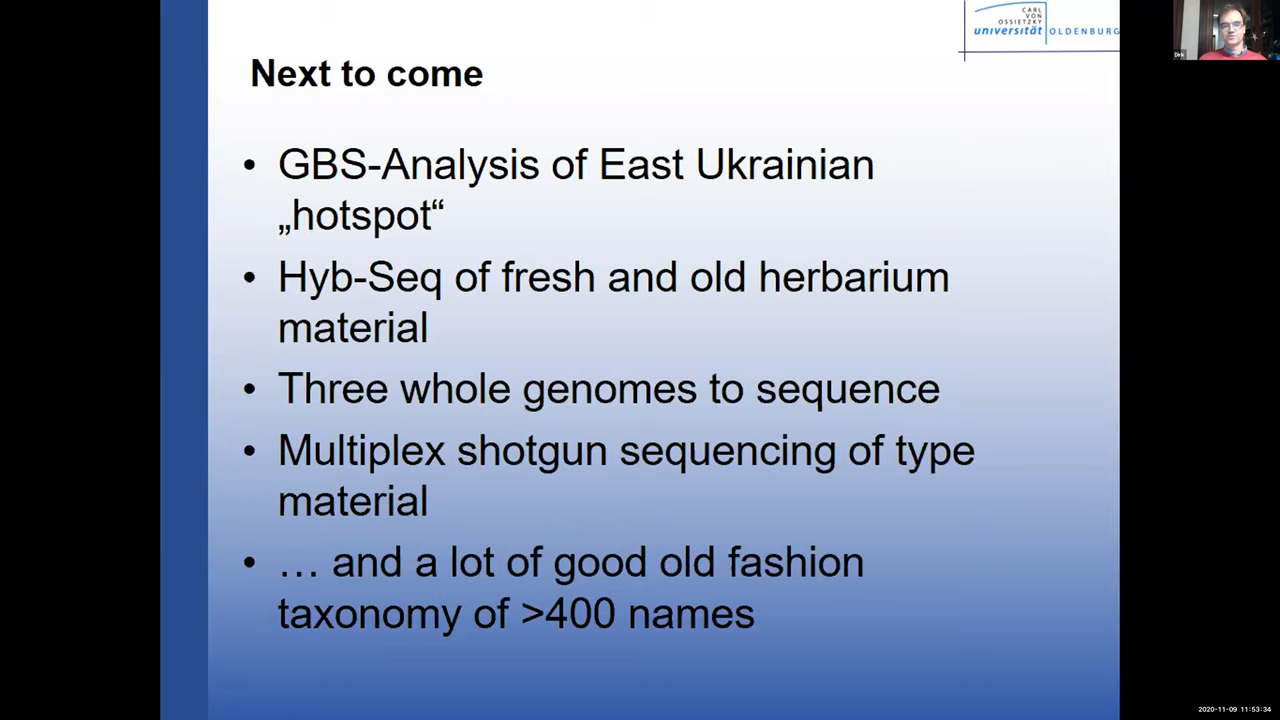 CARL
VON
OSSIETZKY
universität OLDENBURG
Next to come
• GBS-Analysis of East Ukrainian
„hotspot“
• Hyb-Seq of fresh and old herbarium
material
• Three whole genomes to sequence
• Multiplex shotgun sequencing of type
material
• … and a lot of good old fashion
taxonomy of >400 names
Dirk
2020-11-09 11:53:34